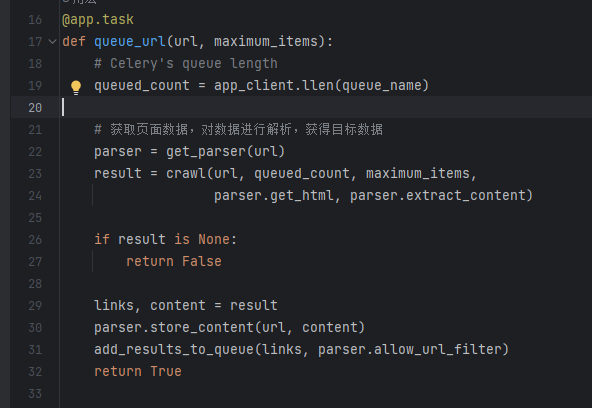 16 @app.task
17 def queue_url(url, maximum_items):
18 # Celery's queue length
19 queued_count = app_client.llen(queue_name)
20
21 # 获取页面数据，对数据进行解析，获得目标数据
22 parser = get_parser(url)
23 result = crawl(url, queued_count, maximum_items,
24 parser.get_html, parser.extract_content)
25
26 if result is None:
27 return False
28
29 links, content = result
30 parser.store_content(url, content)
31 add_results_to_queue(links, parser.allow_url_filter)
32 return True
33